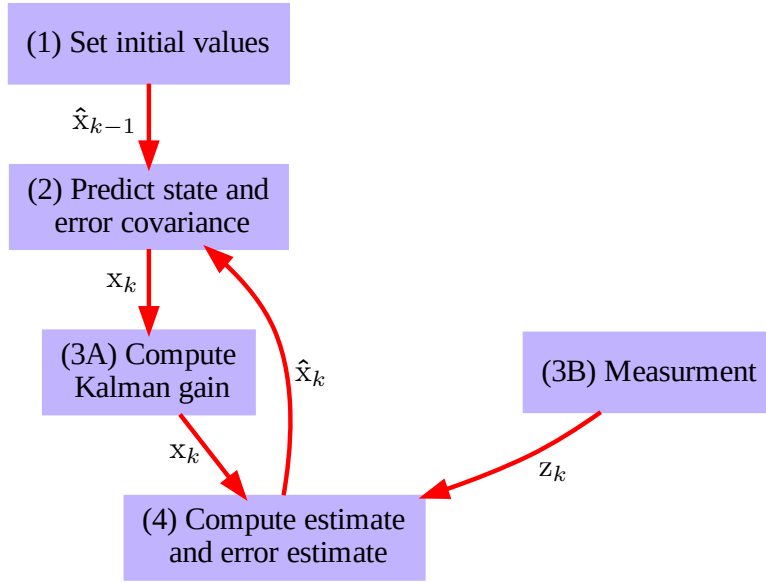 (1) Set initial values
x̂ₖ₋₁
(2) Predict state and
error covariance
xₖ
(3A) Compute
Kalman gain
(3B) Measurment
x̂ₖ
xₖ
zₖ
(4) Compute estimate
and error estimate